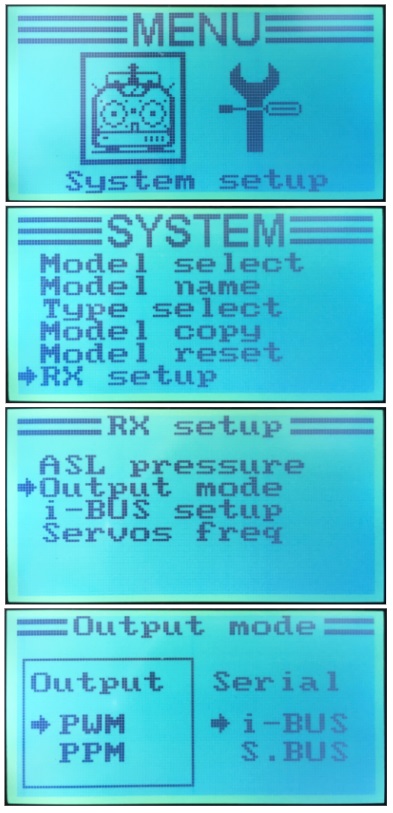 MENU
System setup
SYSTEM
Model select
Model name
Type select
Model copy
Model reset
RX setup
RX setup
ASL pressure
Output mode
i-BUS setup
Servos freq
Output mode
Output Serial
PWM i-BUS
PPM S.BUS